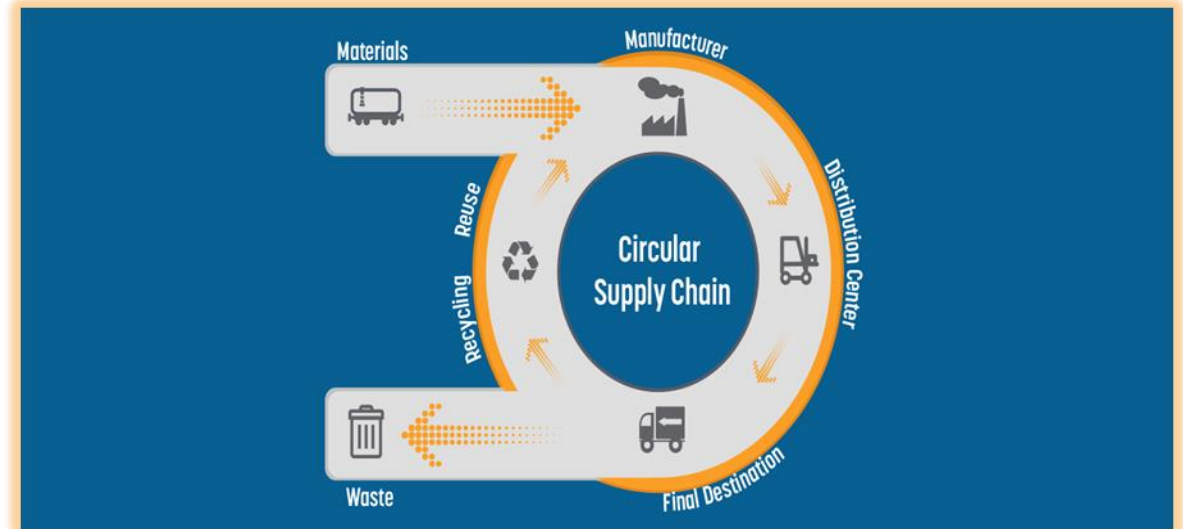 Materials
Manufacturer
Distribution Center
Final Destination
Waste
Recycling
Reuse
Circular
Supply Chain